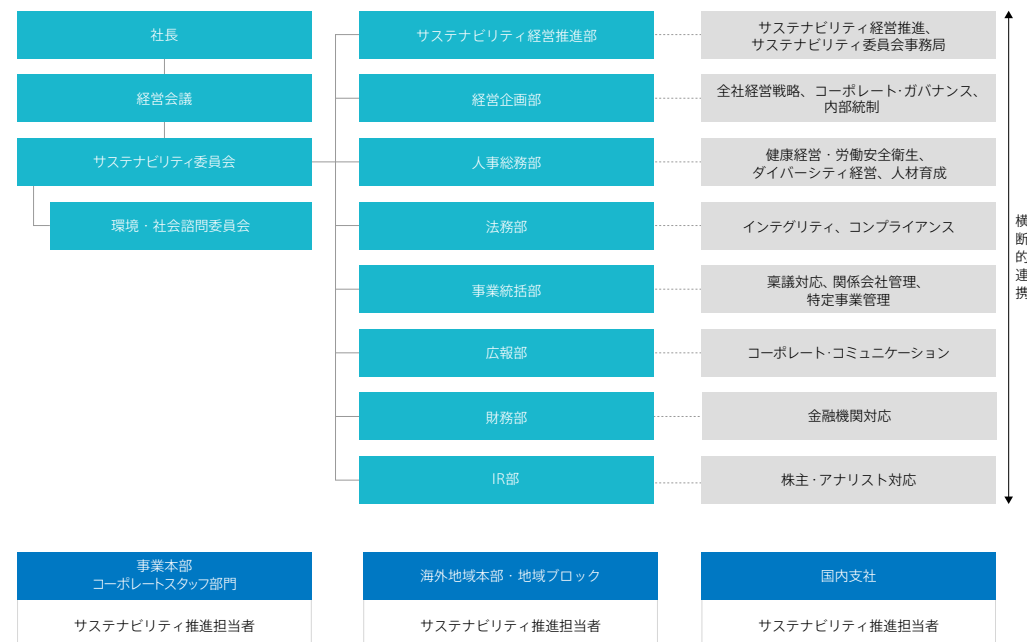 社長
経営会議
サステナビリティ委員会
環境・社会諮問委員会
サステナビリティ経営推進部
サステナビリティ経営推進、
サステナビリティ委員会事務局
経営企画部
全社経営戦略、コーポレート·ガバナンス、
内部統制
人事総務部
健康経営・労働安全衛生、
ダイバーシティ経営、人材育成
法務部
インテグリティ、コンプライアンス
事業統括部
稟議対応、関係会社管理、
特定事業管理
広報部
コーポレート·コミュニケーション
財務部
金融機関対応
IR部
株主·アナリスト対応
横断的連携
事業本部
コーポレートスタッフ部門
サステナビリティ推進担当者
海外地域本部・地域ブロック
サステナビリティ推進担当者
国内支社
サステナビリティ推進担当者